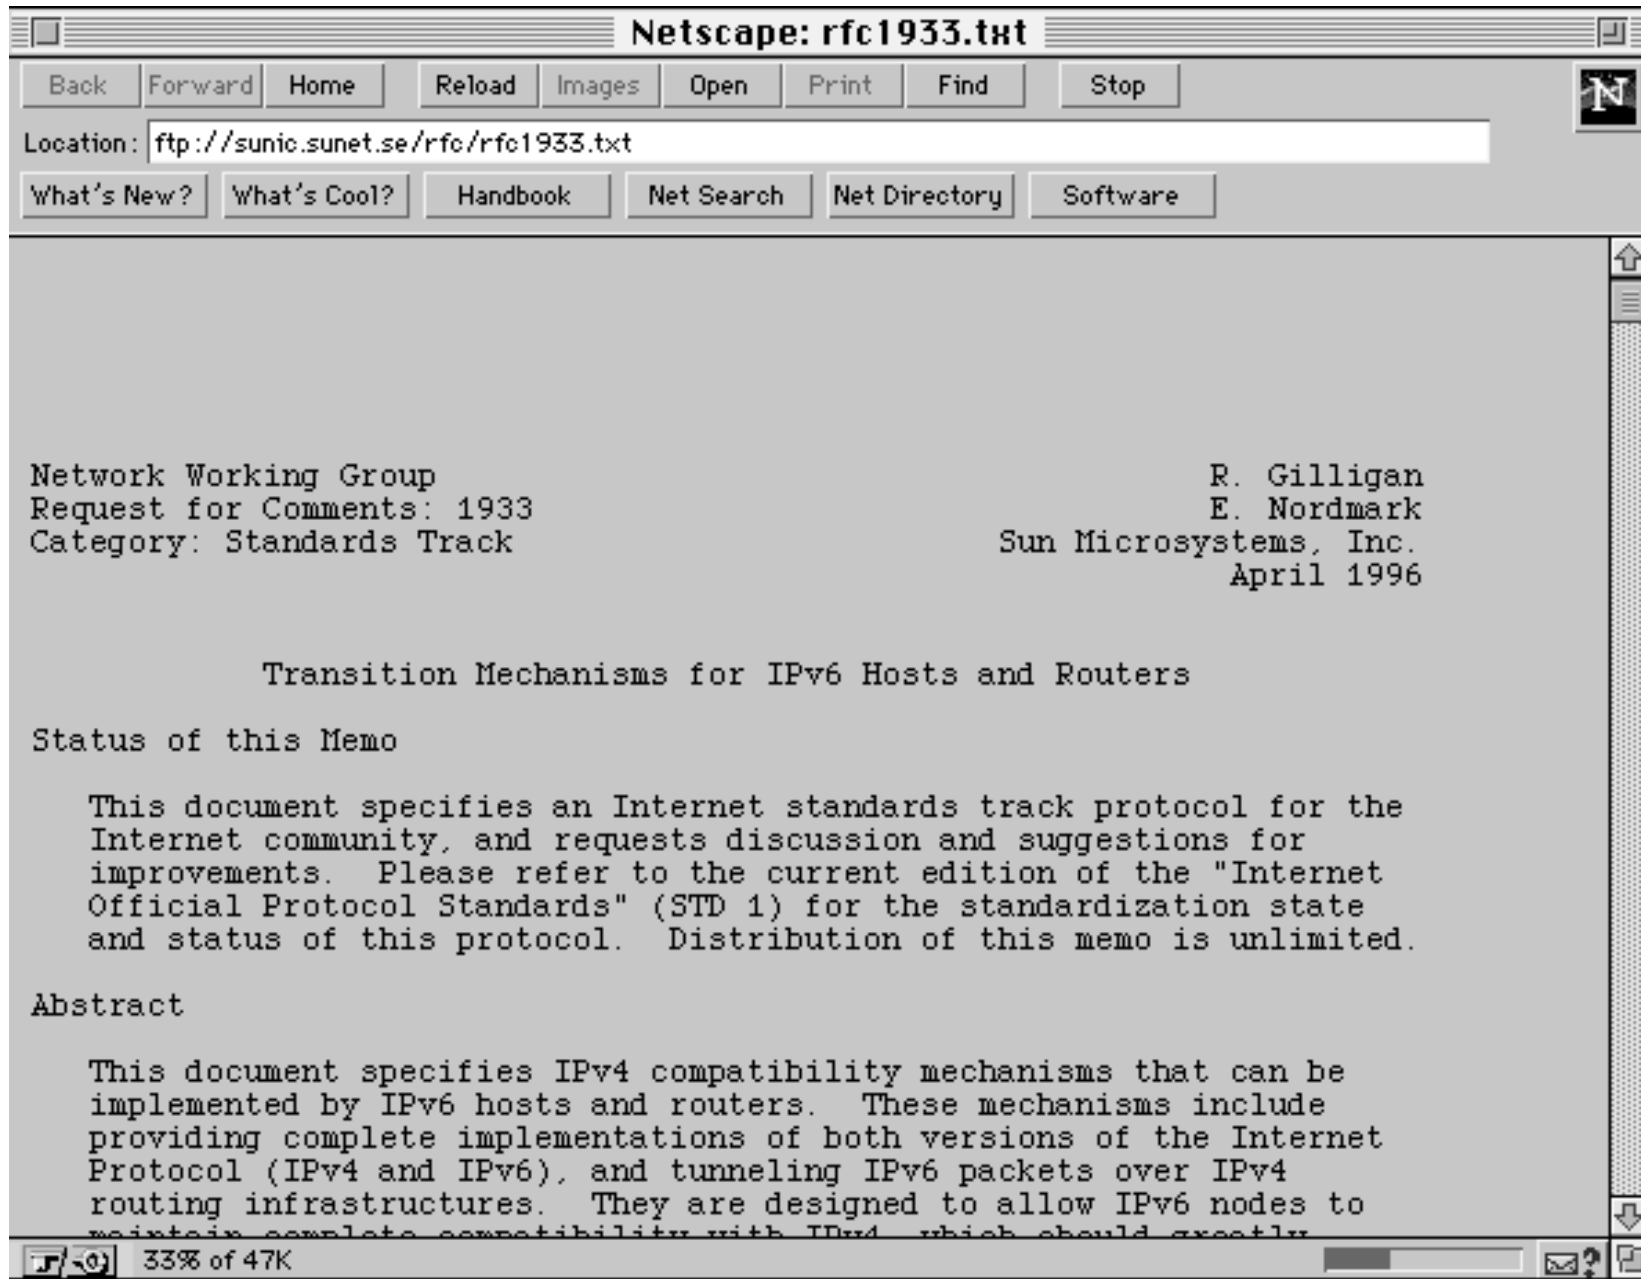 Netscape: rfc1933.txt
Back Forward Home Reload Images Open Print Find Stop
N
Location: ftp://sunic.sunet.se/rfc/rfc1933.txt
What's New? What's Cool? Handbook Net Search Net Directory Software
Network Working Group R. Gilligan
Request for Comments: 1933 E. Nordmark
Category: Standards Track Sun Microsystems, Inc.
April 1996
Transition Mechanisms for IPv6 Hosts and Routers
Status of this Memo
This document specifies an Internet standards track protocol for the
Internet community, and requests discussion and suggestions for
improvements. Please refer to the current edition of the "Internet
Official Protocol Standards" (STD 1) for the standardization state
and status of this protocol. Distribution of this memo is unlimited.
Abstract
This document specifies IPv4 compatibility mechanisms that can be
implemented by IPv6 hosts and routers. These mechanisms include
providing complete implementations of both versions of the Internet
Protocol (IPv4 and IPv6), and tunneling IPv6 packets over IPv4
routing infrastructures. They are designed to allow IPv6 nodes to
maintain complete compatibility with IPv4, which should greatly
33% of 47K
?